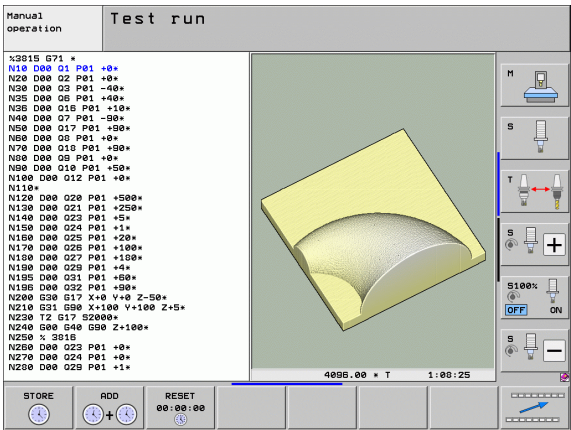 Manual
operation
Test run
%3815 G71 *
N10 D00 Q1 P01 +0*
N20 D00 Q2 P01 +0*
N30 D00 Q3 P01 -40*
N35 D00 Q6 P01 +40*
N36 D00 Q16 P01 +10*
N40 D00 Q7 P01 -90*
N50 D00 Q17 P01 +90*
N60 D00 Q8 P01 +0*
N70 D00 Q18 P01 +90*
N80 D00 Q9 P01 +0*
N90 D00 Q10 P01 +50*
N100 D00 Q12 P01 +0*
N110*
N120 D00 Q20 P01 +500*
N130 D00 Q21 P01 +250*
N140 D00 Q23 P01 +5*
N150 D00 Q24 P01 +1*
N160 D00 Q25 P01 +20*
N170 D00 Q26 P01 +100*
N180 D00 Q27 P01 +180*
N190 D00 Q29 P01 +4*
N195 D00 Q31 P01 +60*
N196 D00 Q32 P01 +90*
N200 G30 G17 X+0 Y+0 Z-50*
N210 G31 G90 X+100 Y+100 Z+5*
N230 T2 G17 S2000*
N240 G00 G40 G90 Z+100*
N250 % 3816
N260 D00 Q23 P01 +0*
N270 D00 Q24 P01 +0*
N280 D00 Q29 P01 +1*
4096.00 * T 1:08:25
M
S
T
S
+
S100%
OFF ON
S
-
STORE
ADD
+
RESET
00:00:00